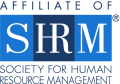 AFFILIATE OF
SHRM®
SOCIETY FOR HUMAN
RESOURCE MANAGEMENT